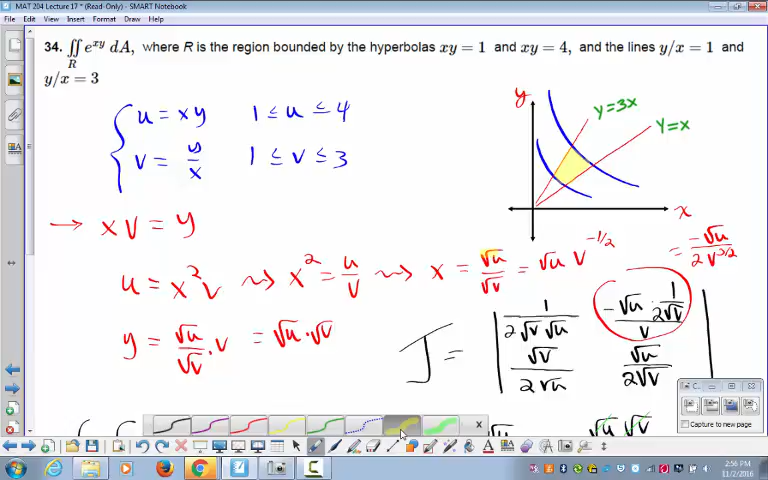 MAT 204 Lecture 17 * (Read-Only) - SMART Notebook
File Edit View Insert Format Draw Help
34. ∬_R e^{xy} dA, where R is the region bounded by the hyperbolas xy = 1 and xy = 4, and the lines y/x = 1 and
y/x = 3
u = xy 1 ≤ u ≤ 4
v = y/x 1 ≤ v ≤ 3
y
y=3x
y=x
x
→ xv = y
u = x²v ⇝ x² = u/v ⇝ x = √u/√v = √u v^{-1/2}
= -√u/2v^{3/2}
y = √u/√v · v = √u·√v
J = | 1/(2√v√u) -√u/v · 1/(2√v) |
| √v/(2√u) √u/(2√v) |
√u √v
C...
Capture to new page
2:56 PM
11/2/2016